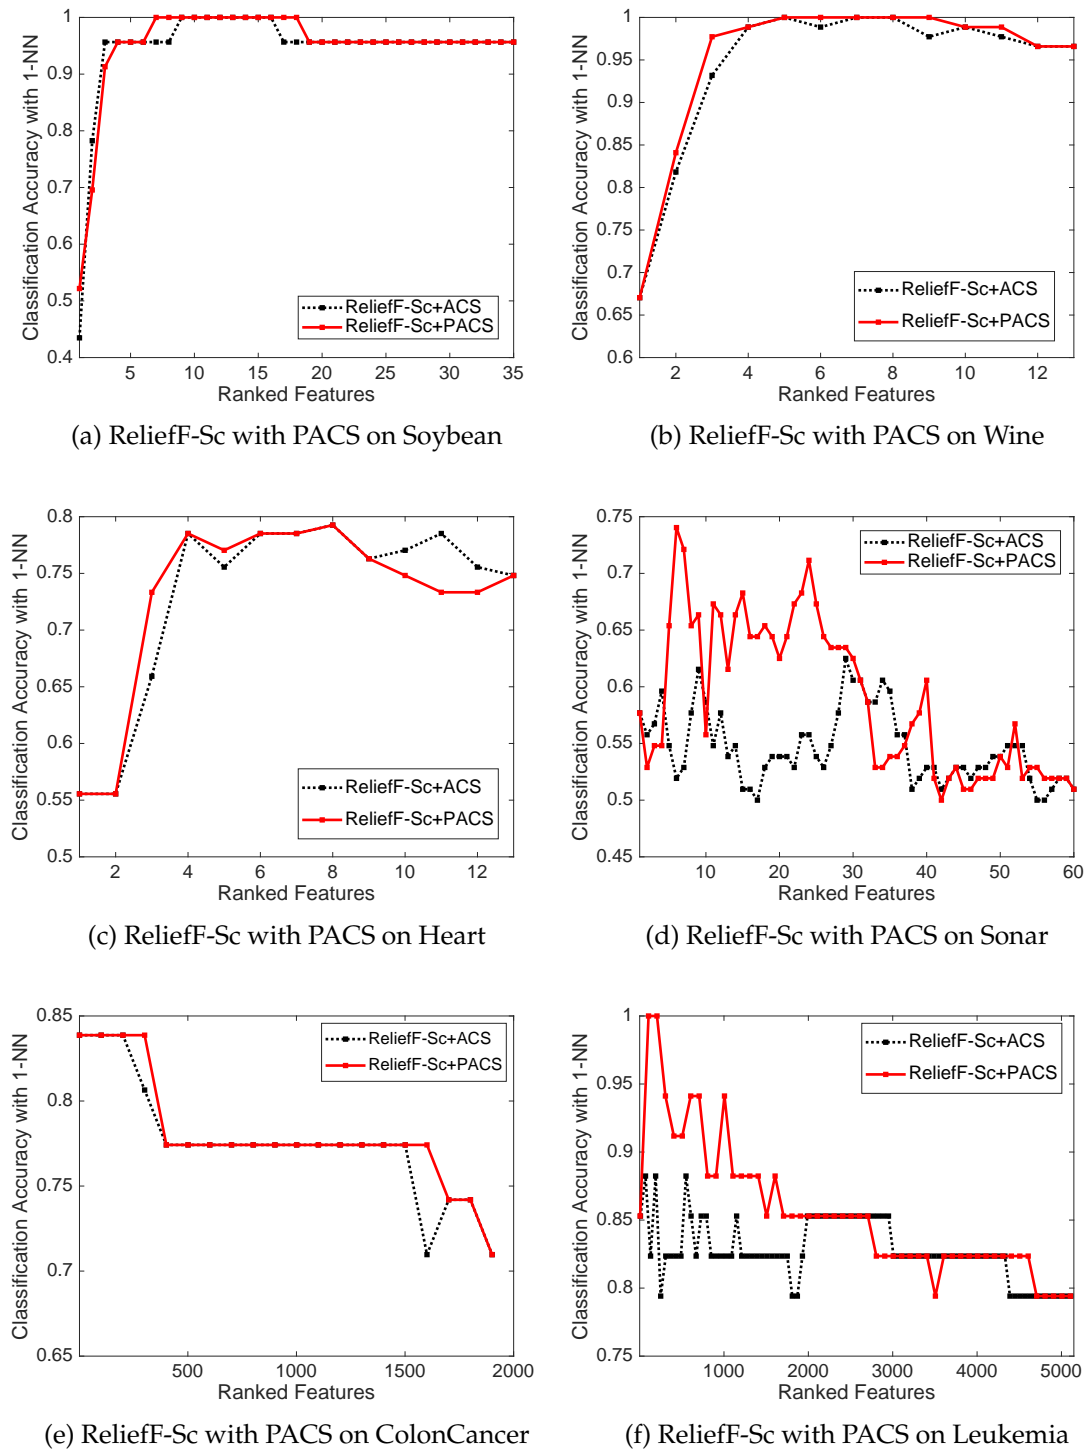 1
0.9
0.8
0.7
0.6
0.5
0.4
5 10 15 20 25 30 35
Classification Accuracy with 1-NN
Ranked Features
ReliefF-Sc+ACS
ReliefF-Sc+PACS
(a) ReliefF-Sc with PACS on Soybean
1
0.95
0.9
0.85
0.8
0.75
0.7
0.65
0.6
2 4 6 8 10 12
Classification Accuracy with 1-NN
Ranked Features
ReliefF-Sc+ACS
ReliefF-Sc+PACS
(b) ReliefF-Sc with PACS on Wine
0.8
0.75
0.7
0.65
0.6
0.55
0.5
2 4 6 8 10 12
Classification Accuracy with 1-NN
Ranked Features
ReliefF-Sc+ACS
ReliefF-Sc+PACS
(c) ReliefF-Sc with PACS on Heart
0.75
0.7
0.65
0.6
0.55
0.5
0.45
10 20 30 40 50 60
Classification Accuracy with 1-NN
Ranked Features
ReliefF-Sc+ACS
ReliefF-Sc+PACS
(d) ReliefF-Sc with PACS on Sonar
0.85
0.8
0.75
0.7
0.65
500 1000 1500 2000
Classification Accuracy with 1-NN
Ranked Features
ReliefF-Sc+ACS
ReliefF-Sc+PACS
(e) ReliefF-Sc with PACS on ColonCancer
1
0.95
0.9
0.85
0.8
0.75
1000 2000 3000 4000 5000
Classification Accuracy with 1-NN
Ranked Features
ReliefF-Sc+ACS
ReliefF-Sc+PACS
(f) ReliefF-Sc with PACS on Leukemia